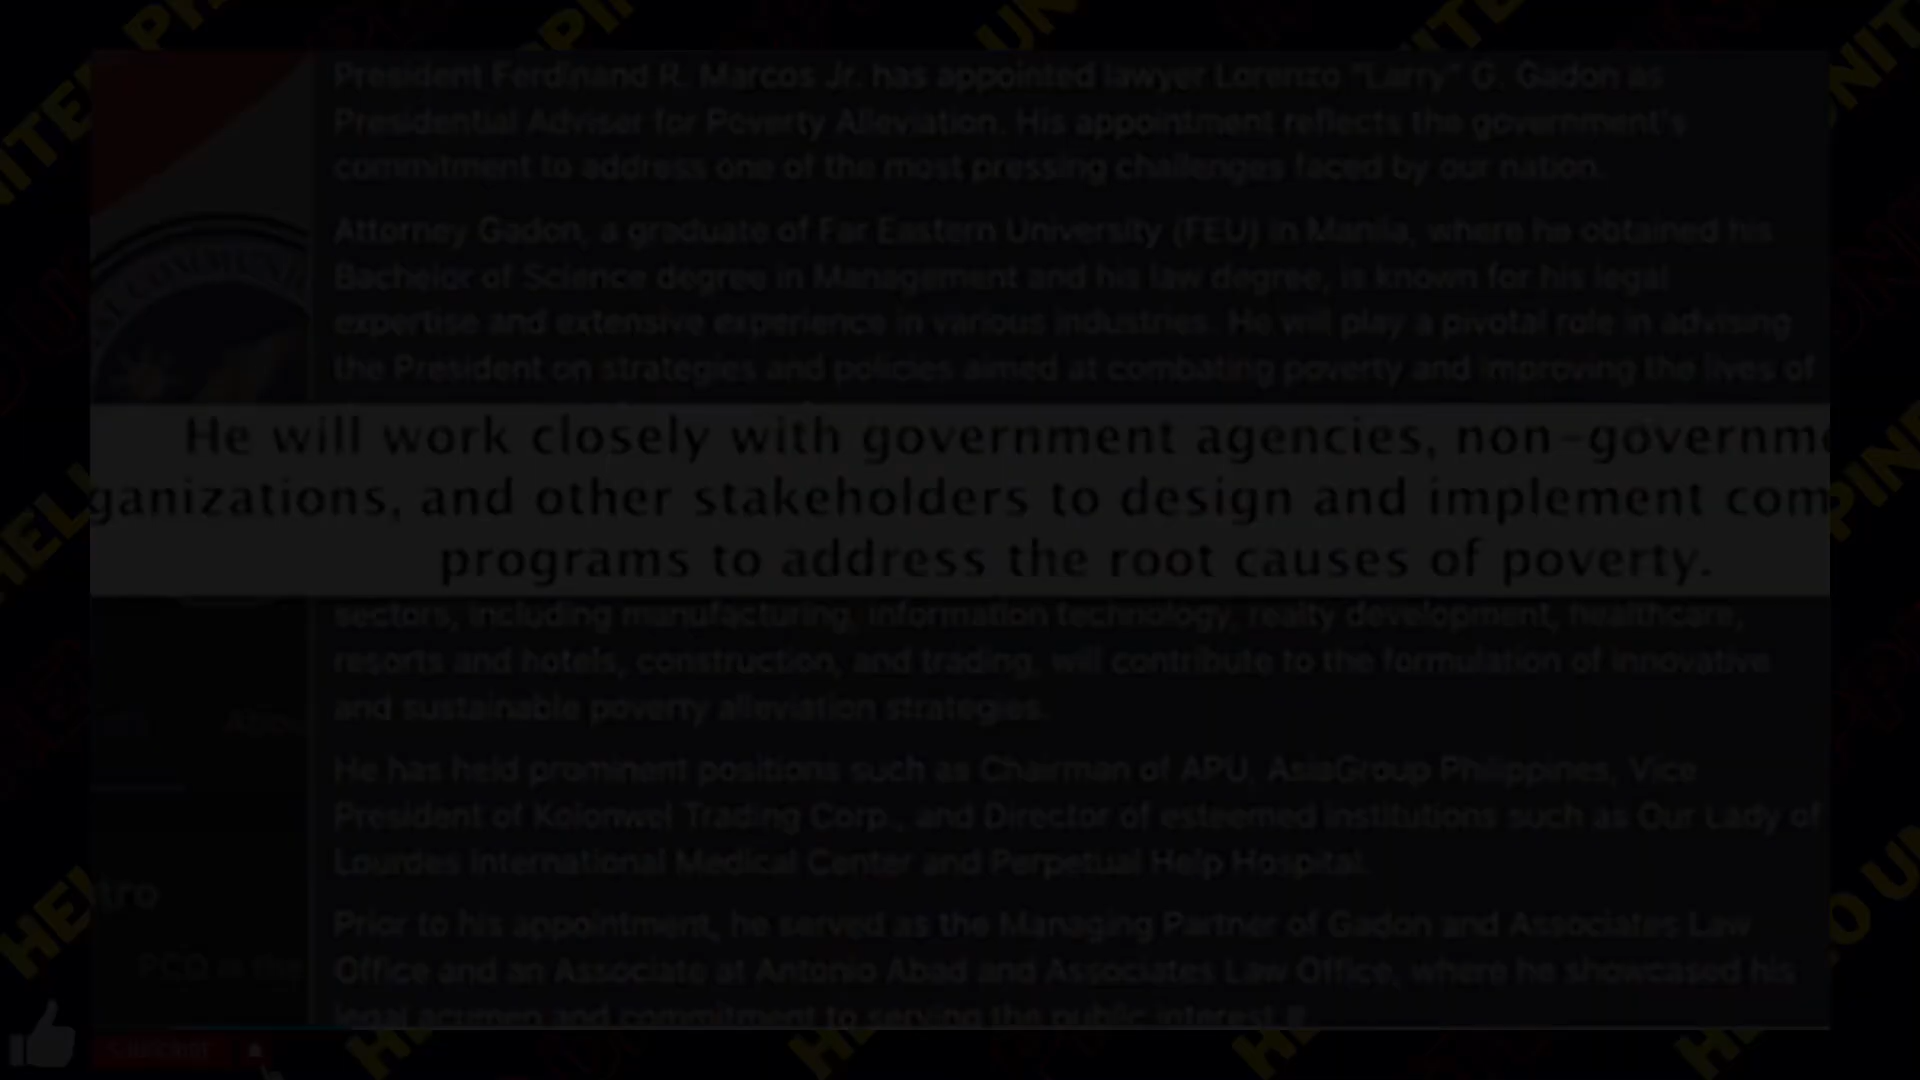 President Ferdinand R. Marcos Jr. has appointed lawyer Lorenzo "Larry" G. Gadon as
Presidential Adviser for Poverty Alleviation. His appointment reflects the government's
commitment to address one of the most pressing challenges faced by our nation.
Attorney Gadon, a graduate of Far Eastern University (FEU) in Manila, where he obtained his
Bachelor of Science degree in Management and his law degree, is known for his legal
expertise and extensive experience in various industries. He will play a pivotal role in advising
the President on strategies and policies aimed at combating poverty and improving the lives of
He will work closely with government agencies, non-governm
ganizations, and other stakeholders to design and implement com
programs to address the root causes of poverty.
sectors, including manufacturing, information technology, realty development, healthcare,
resorts and hotels, construction, and trading, will contribute to the formulation of innovative
and sustainable poverty alleviation strategies.
He has held prominent positions such as Chairman of APU, AsiaGroup Philippines, Vice
President of Kolonwel Trading Corp., and Director of esteemed institutions such as Our Lady of
Lourdes International Medical Center and Perpetual Help Hospital.
Prior to his appointment, he served as the Managing Partner of Gadon and Associates Law
Office and an Associate at Antonio Abad and Associates Law Office, where he showcased his
legal acumen and commitment to serving the public interest.
tro
PCO is the
SUBSCRIBE